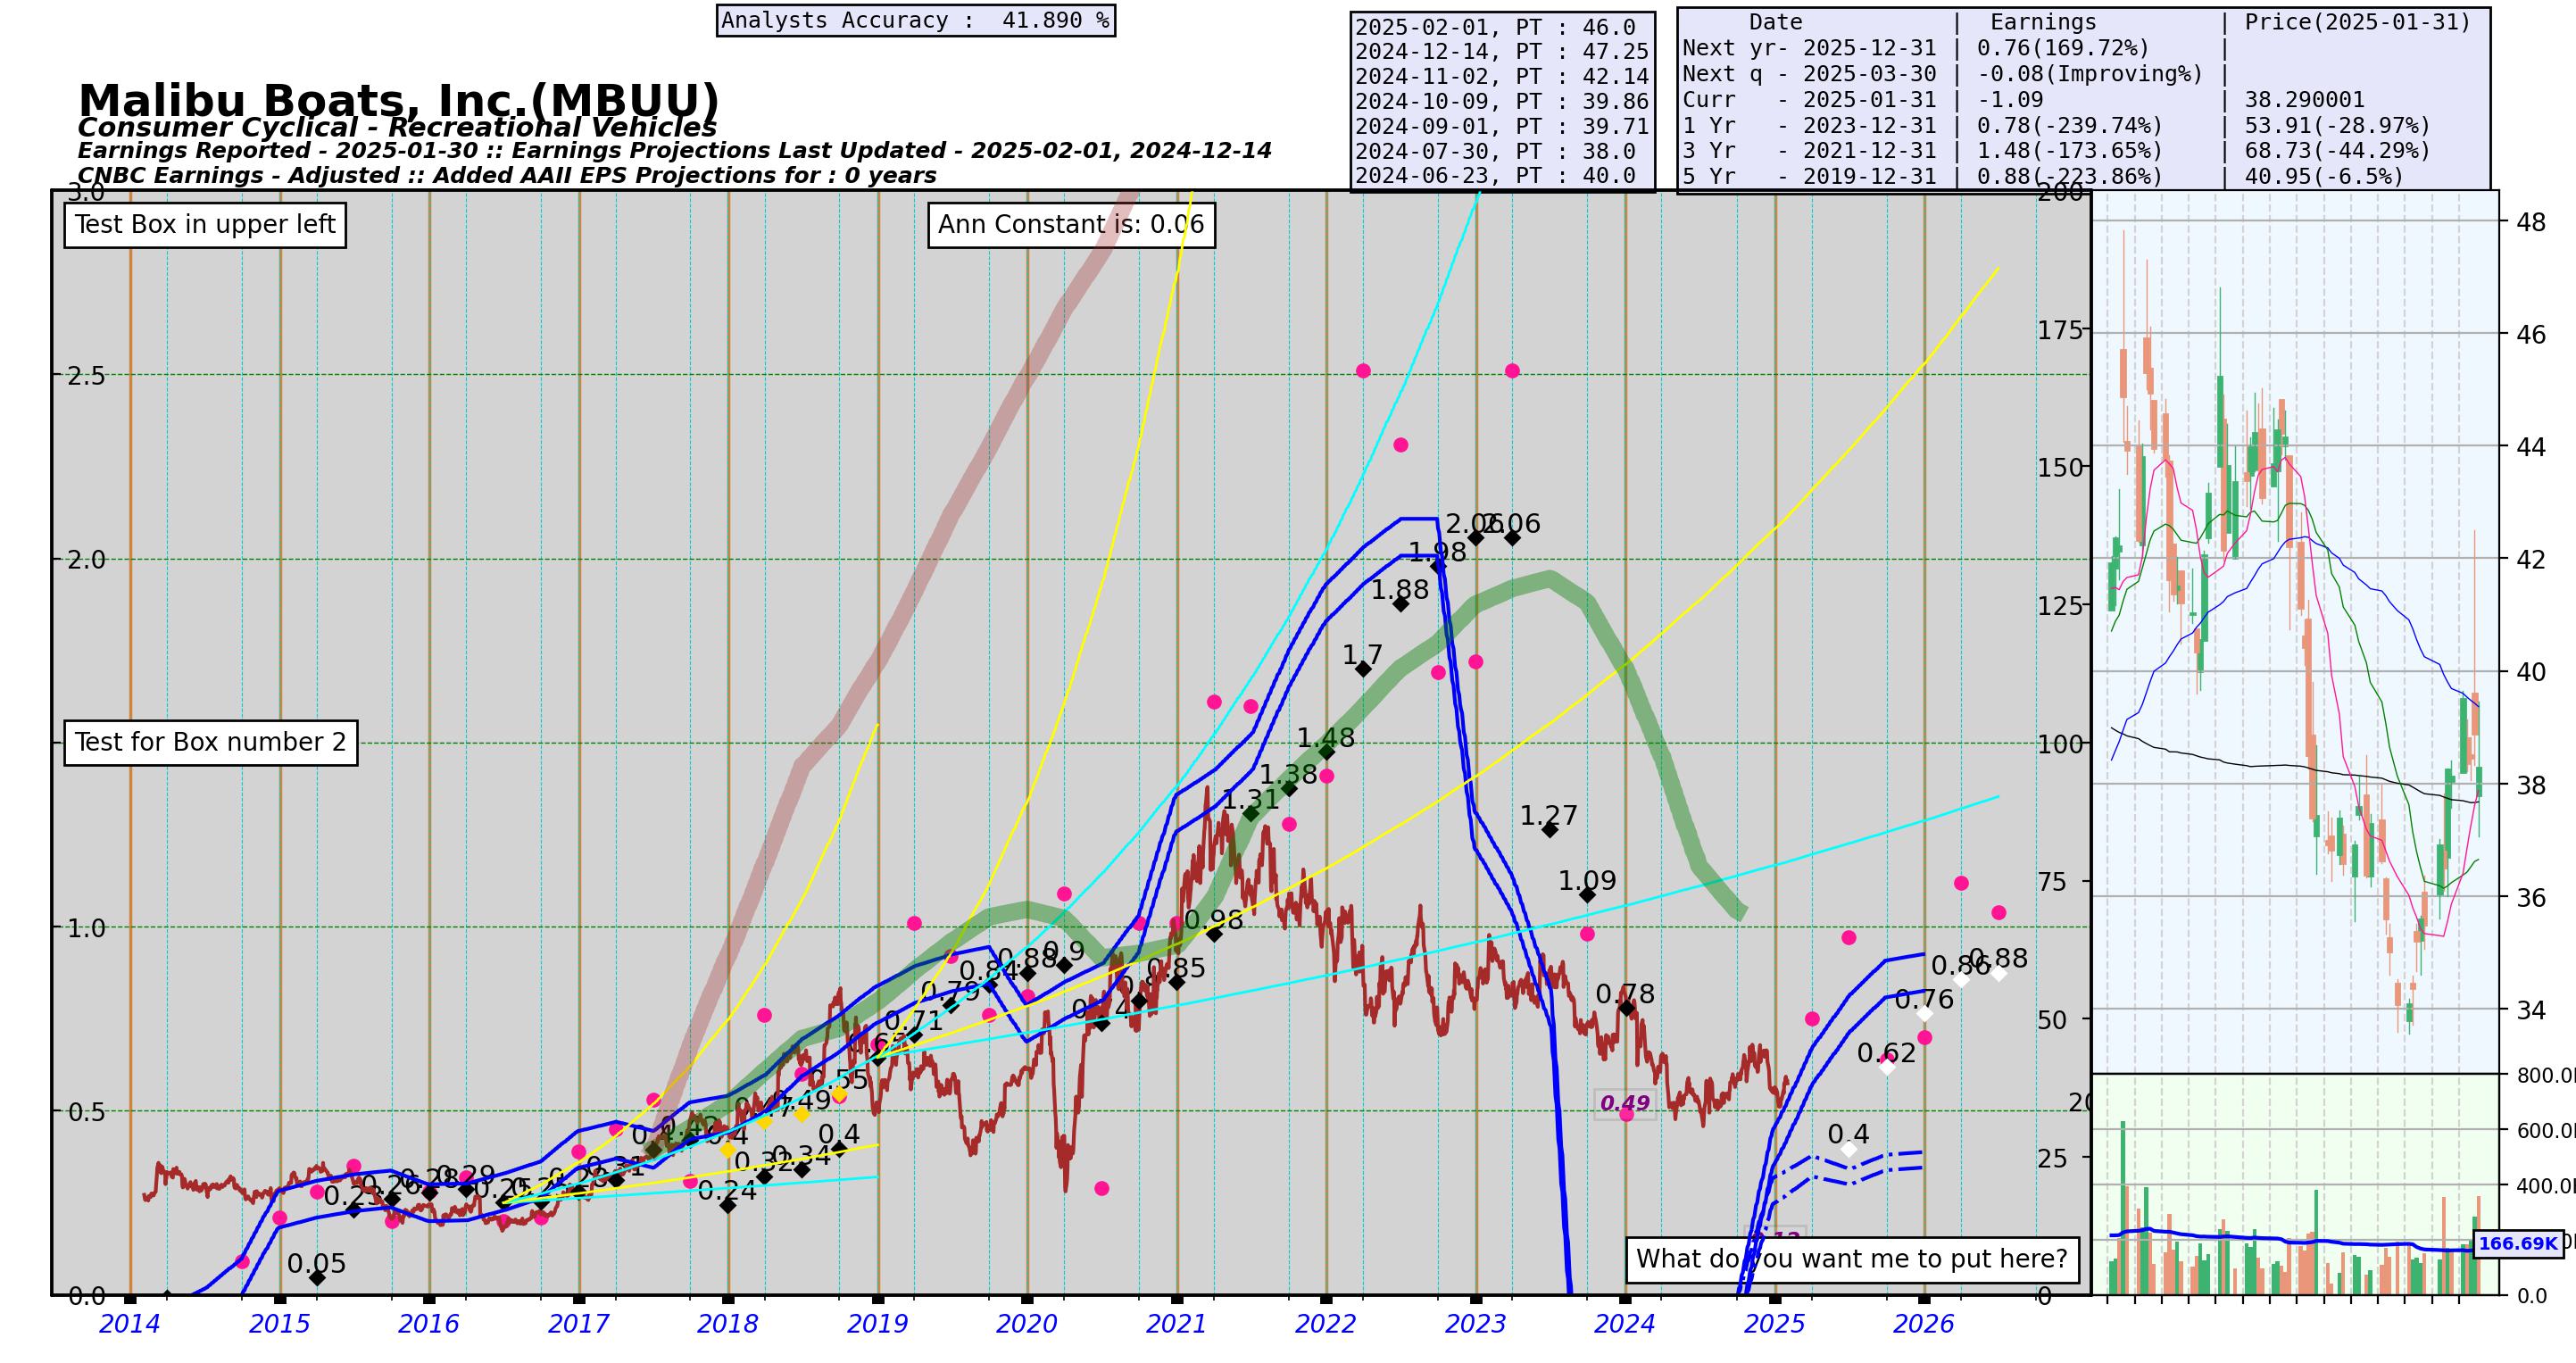 Analysts Accuracy :  41.890 %
2025-02-01, PT : 46.0
2024-12-14, PT : 47.25
2024-11-02, PT : 42.14
2024-10-09, PT : 39.86
2024-09-01, PT : 39.71
2024-07-30, PT : 38.0
2024-06-23, PT : 40.0
Date | Earnings | Price(2025-01-31)
Next yr- 2025-12-31 | 0.76(169.72%) |
Next q - 2025-03-30 | -0.08(Improving%) |
Curr - 2025-01-31 | -1.09 | 38.290001
1 Yr - 2023-12-31 | 0.78(-239.74%) | 53.91(-28.97%)
3 Yr - 2021-12-31 | 1.48(-173.65%) | 68.73(-44.29%)
5 Yr - 2019-12-31 | 0.88(-223.86%) | 40.95(-6.5%)
Malibu Boats, Inc.(MBUU)
Consumer Cyclical - Recreational Vehicles
Earnings Reported - 2025-01-30 :: Earnings Projections Last Updated - 2025-02-01, 2024-12-14
CNBC Earnings - Adjusted :: Added AAII EPS Projections for : 0 years
3.0
200
Test Box in upper left
Ann Constant is: 0.06
48
175
46
2.5
150
44
2.06
2.06
2.0
1.98
42
1.88
125
1.7
40
Test for Box number 2
1.48
100
1.38
38
1.31
1.27
1.09
75
36
1.0
0.98
0.9
0.88
0.84
0.85
0.86
0.88
0.79
0.78
0.76
50
34
0.71
0.62
0.55
800.0
0.49
0.49
0.5
0.4
0.4
600.0
0.32
0.34
25
0.28
0.29
0.26
0.23
0.24
400.0
0.05
What do you want me to put here?
166.69K
0.0
0
0.0
2014 2015 2016 2017 2018 2019 2020 2021 2022 2023 2024 2025 2026